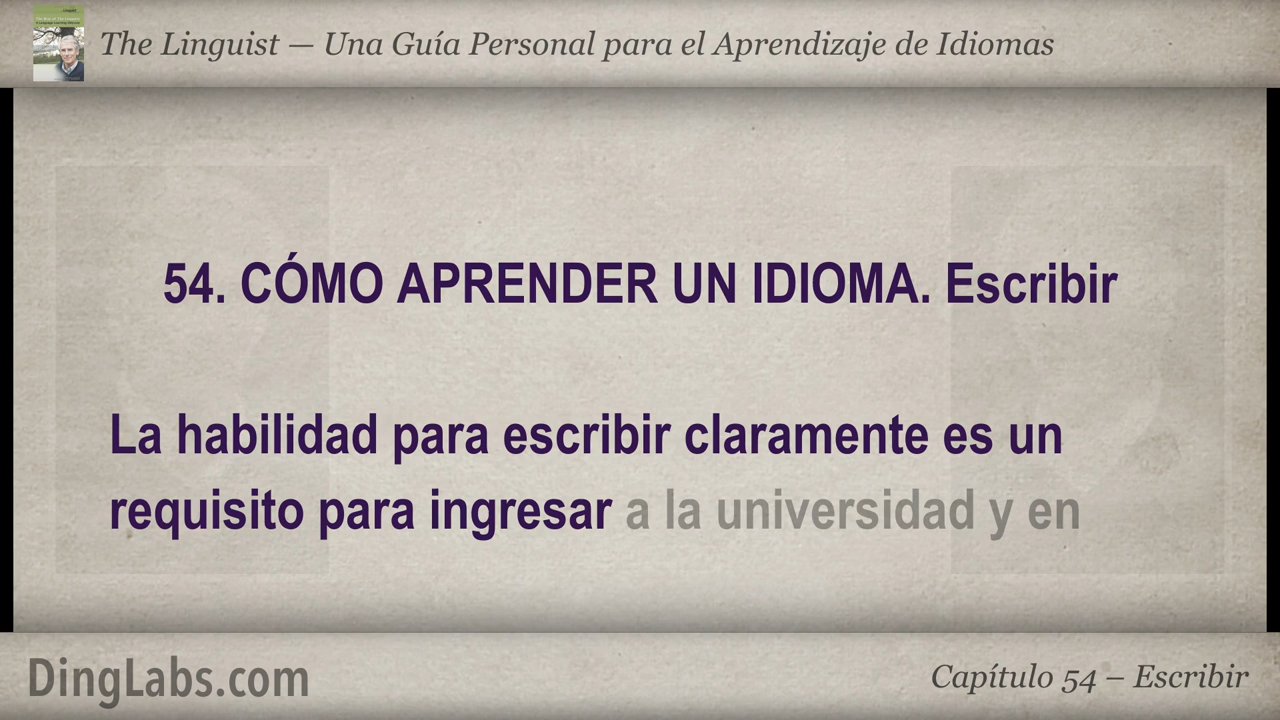 The Linguist — Una Guía Personal para el Aprendizaje de Idiomas
54. CÓMO APRENDER UN IDIOMA. Escribir
La habilidad para escribir claramente es un
requisito para ingresar a la universidad y en
DingLabs.com
Capítulo 54 – Escribir